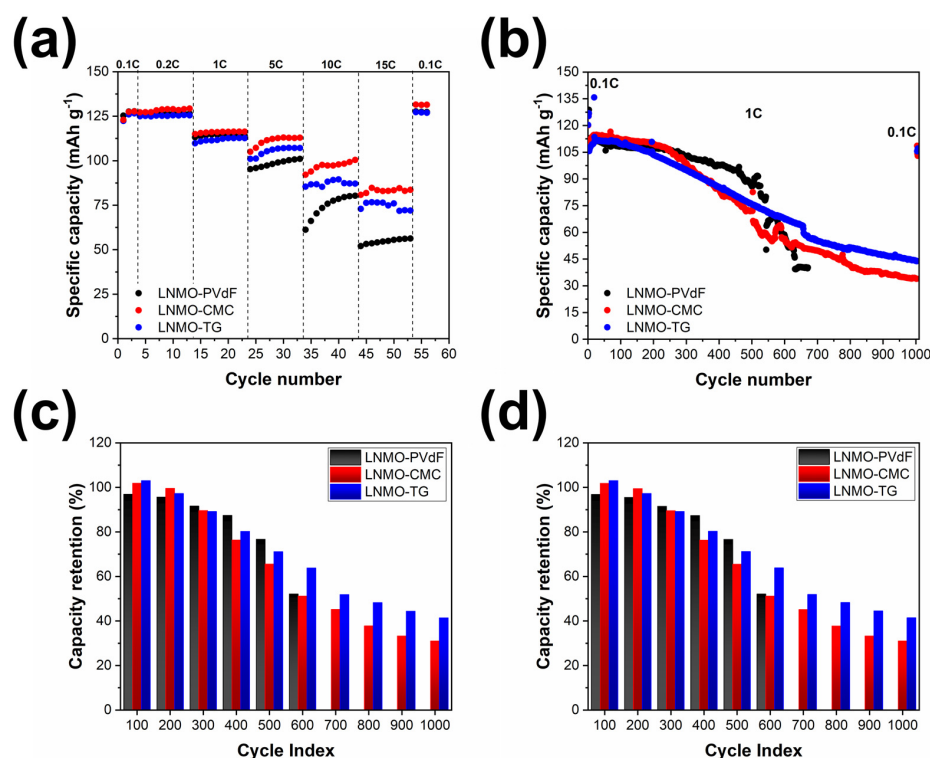 (a)
0.1C 0.2C 1C 5C 10C 15C 0.1C
150
125
100
75
50
25
0
Specific capacity (mAh g⁻¹)
LNMO-PVdF
LNMO-CMC
LNMO-TG
0 5 10 15 20 25 30 35 40 45 50 55 60
Cycle number
(b)
0.1C
1C
0.1C
150
135
120
105
90
75
60
45
30
15
0
Specific capacity (mAh g⁻¹)
LNMO-PVdF
LNMO-CMC
LNMO-TG
0 100 200 300 400 500 600 700 800 900 1000
Cycle number
(c)
120
100
80
60
40
20
0
Capacity retention (%)
LNMO-PVdF
LNMO-CMC
LNMO-TG
100 200 300 400 500 600 700 800 900 1000
Cycle Index
(d)
120
100
80
60
40
20
0
Capacity retention (%)
LNMO-PVdF
LNMO-CMC
LNMO-TG
100 200 300 400 500 600 700 800 900 1000
Cycle Index